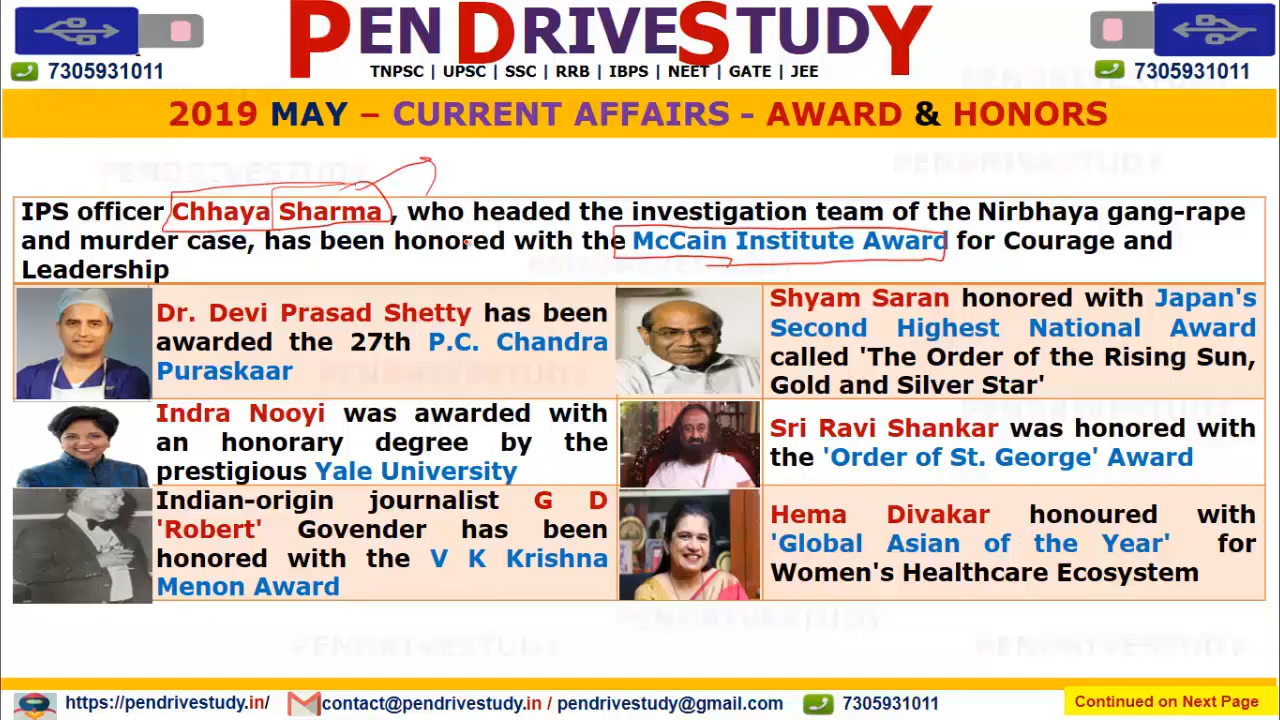 PENDRIVESTUDY
TNPSC | UPSC | SSC | RRB | IBPS | NEET | GATE | JEE
7305931011
7305931011
2019 MAY – CURRENT AFFAIRS - AWARD & HONORS
IPS officer Chhaya Sharma , who headed the investigation team of the Nirbhaya gang-rape
and murder case, has been honored with the McCain Institute Award for Courage and
Leadership
Dr. Devi Prasad Shetty has been
awarded the 27th P.C. Chandra
Puraskaar
Shyam Saran honored with Japan's
Second Highest National Award
called 'The Order of the Rising Sun,
Gold and Silver Star'
Indra Nooyi was awarded with
an honorary degree by the
prestigious Yale University
Sri Ravi Shankar was honored with
the 'Order of St. George' Award
Indian-origin journalist G D
'Robert' Govender has been
honored with the V K Krishna
Menon Award
Hema Divakar honoured with
'Global Asian of the Year' for
Women's Healthcare Ecosystem
https://pendrivestudy.in/
contact@pendrivestudy.in / pendrivestudy@gmail.com
7305931011
Continued on Next Page